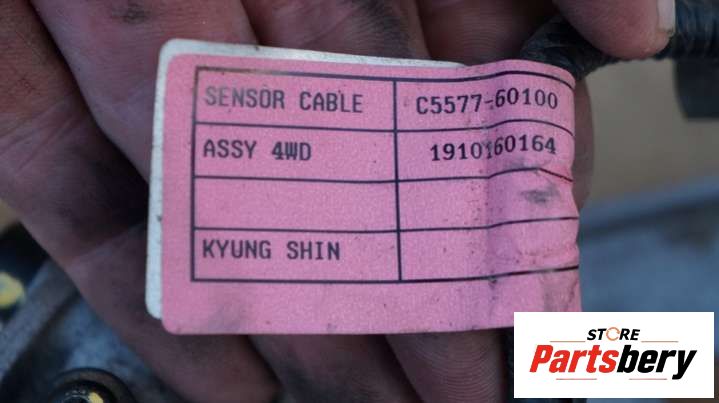 SENSOR CABLE C5577-60100
ASSY 4WD 1910160164
KYUNG SHIN
STORE
Partsbery